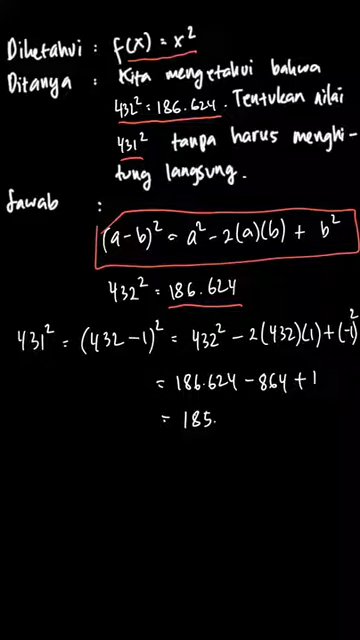 Diketahui : f(x) = x²
Ditanya : Kita mengetahui bahwa
432² = 186.624. Tentukan nilai
431² tanpa harus menghi-
tung langsung.
Jawab :
(a - b)² = a² - 2(a)(b) + b²
432² = 186.624
431² = (432 - 1)² = 432² - 2(432)(1) + (-1)²
= 186.624 - 864 + 1
= 185.